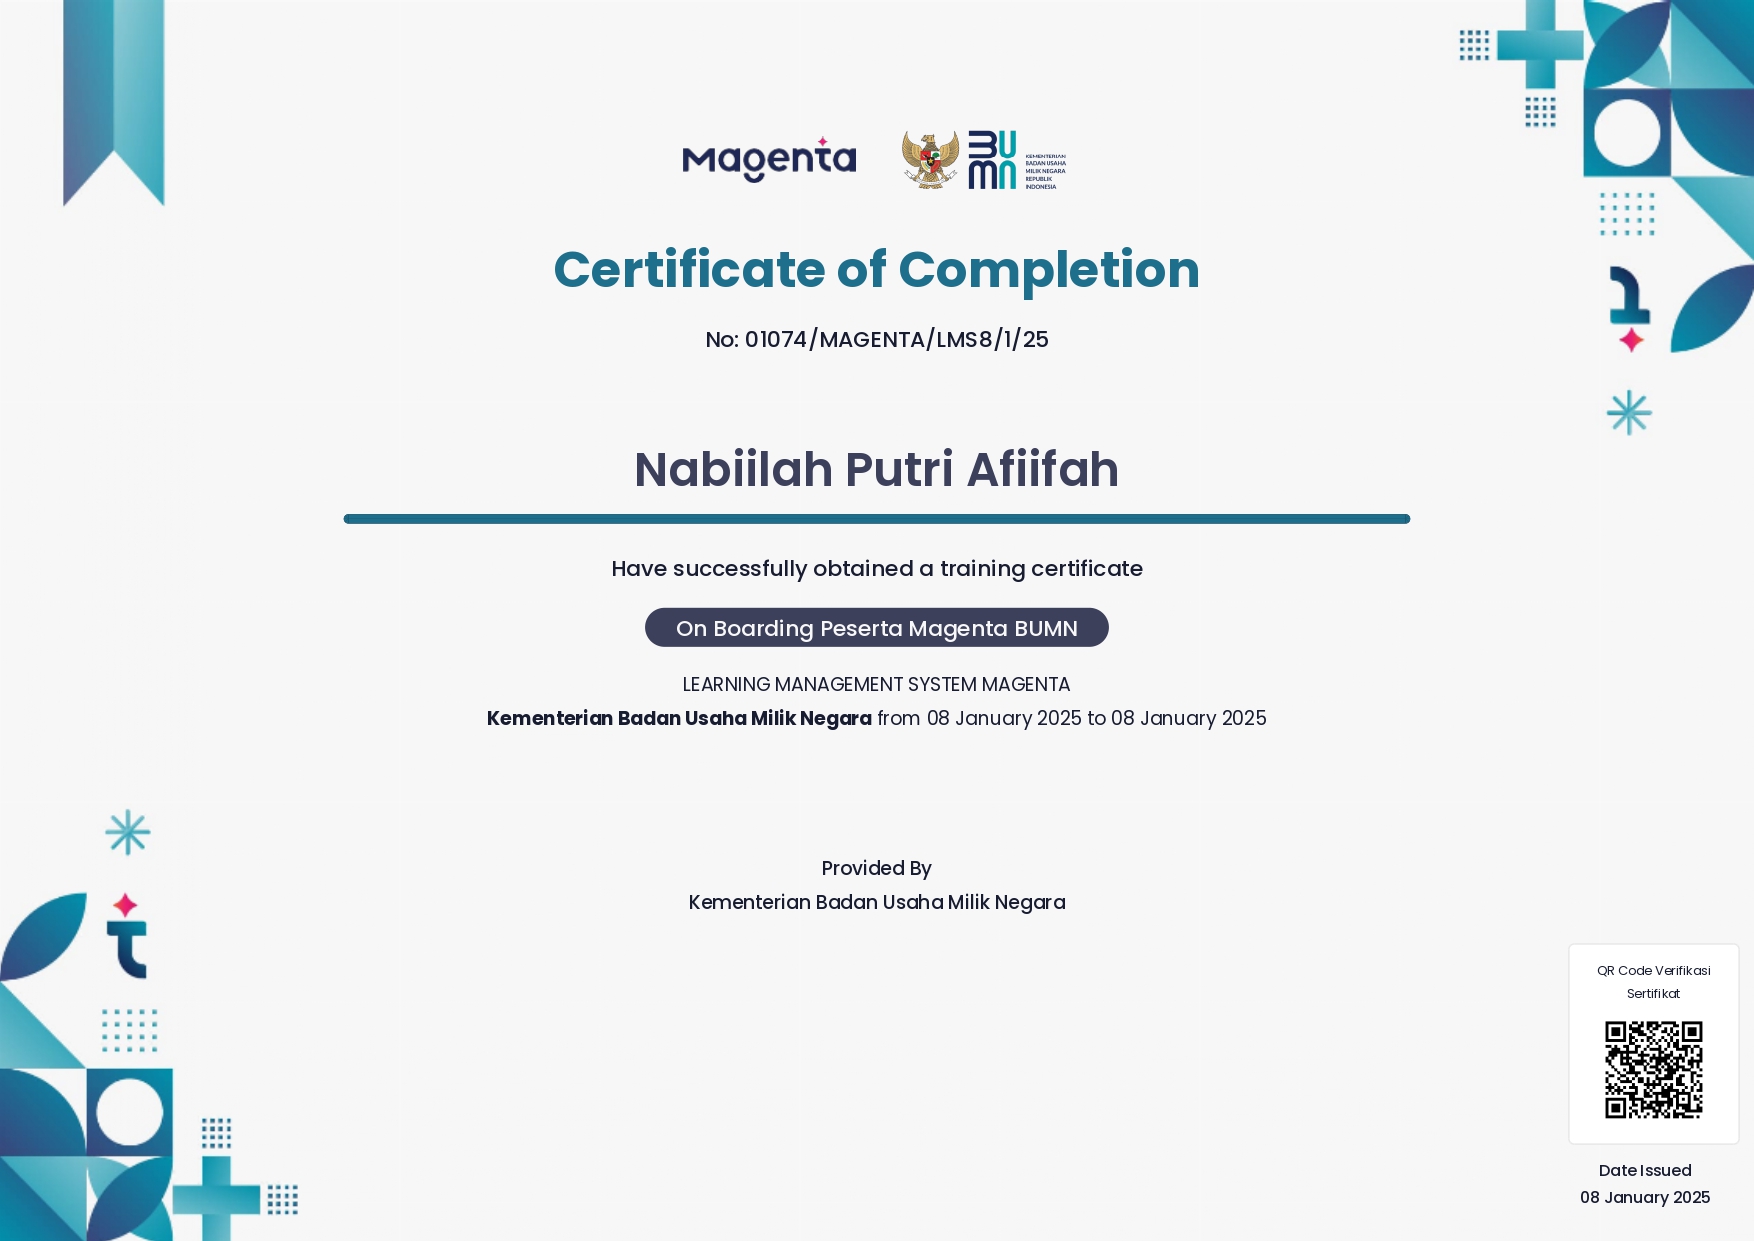 Magenta
BUMN
KEMENTERIAN
BADAN USAHA
MILIK NEGARA
REPUBLIK
INDONESIA
Certificate of Completion
No: 01074/MAGENTA/LMS8/1/25
Nabiilah Putri Afiifah
Have successfully obtained a training certificate
On Boarding Peserta Magenta BUMN
LEARNING MANAGEMENT SYSTEM MAGENTA
Kementerian Badan Usaha Milik Negara from 08 January 2025 to 08 January 2025
Provided By
Kementerian Badan Usaha Milik Negara
QR Code Verifikasi
Sertifikat
Date Issued
08 January 2025